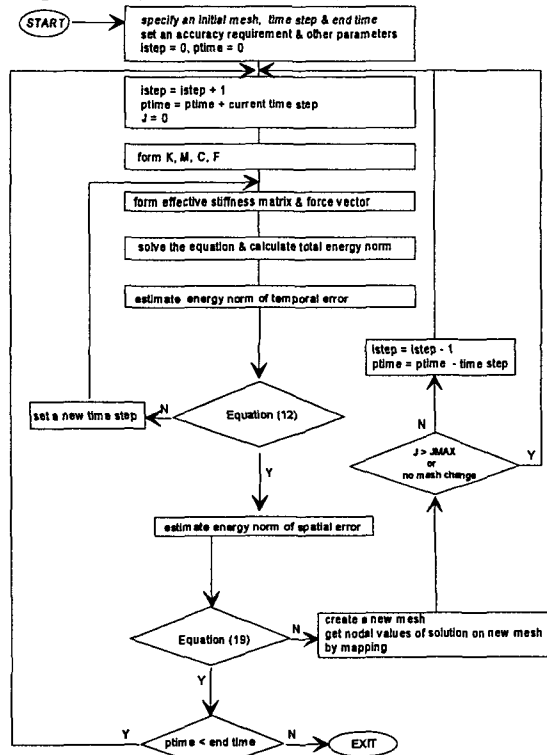 START
specify an initial mesh, time step & end time
set an accuracy requirement & other parameters
istep = 0, ptime = 0
istep = istep + 1
ptime = ptime + current time step
J = 0
form K, M, C, F
form effective stiffness matrix & force vector
solve the equation & calculate total energy norm
estimate energy norm of temporal error
istep = istep - 1
ptime = ptime - time step
set a new time step
N
Equation (12)
N
J > JMAX
or
no mesh change
Y
Y
estimate energy norm of spatial error
Equation (19)
N
create a new mesh
get nodal values of solution on new mesh
by mapping
Y
Y
ptime < end time
N
EXIT